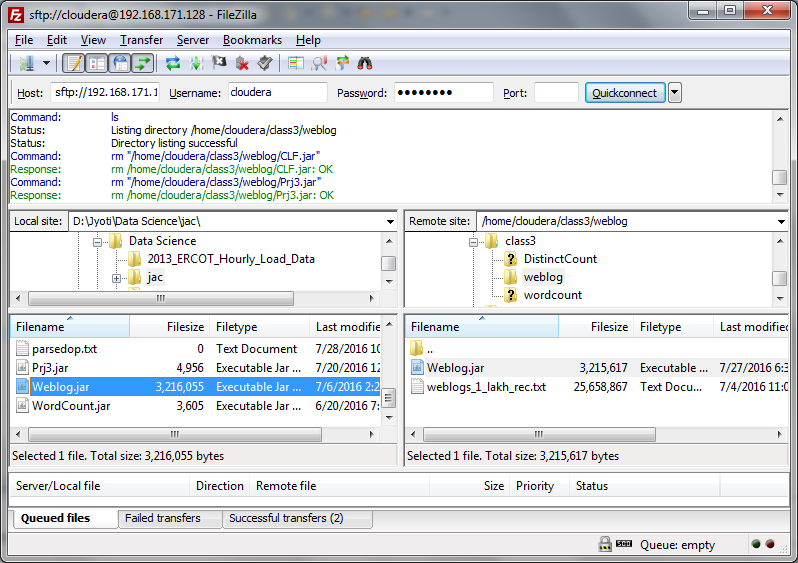 sftp://cloudera@192.168.171.128 - FileZilla
File Edit View Transfer Server Bookmarks Help
Host: sftp://192.168.171.1 Username: cloudera Password: ●●●●●●●● Port: Quickconnect
Command: ls
Status: Listing directory /home/cloudera/class3/weblog
Status: Directory listing successful
Command: rm "/home/cloudera/class3/weblog/CLF.jar"
Response: rm /home/cloudera/class3/weblog/CLF.jar: OK
Command: rm "/home/cloudera/class3/weblog/Prj3.jar"
Response: rm /home/cloudera/class3/weblog/Prj3.jar: OK
Local site: D:\Jyoti\Data Science\jac\
Data Science
2013_ERCOT_Hourly_Load_Data
jac
Remote site: /home/cloudera/class3/weblog
class3
DistinctCount
weblog
wordcount
Filename Filesize Filetype Last modifie
parsedop.txt 0 Text Document 7/28/2016 10
Prj3.jar 4,956 Executable Jar ... 7/20/2016 12
Weblog.jar 3,216,055 Executable Jar ... 7/6/2016 2:2
WordCount.jar 3,605 Executable Jar ... 6/20/2016 7:
Selected 1 file. Total size: 3,216,055 bytes
Filename Filesize Filetype Last modif
..
Weblog.jar 3,215,617 Executable ... 7/27/2016 6:3
weblogs_1_lakh_rec.txt 25,658,867 Text Docu... 7/4/2016 11:0
Selected 1 file. Total size: 3,215,617 bytes
Server/Local file Direction Remote file Size Priority Status
Queued files Failed transfers Successful transfers (2)
Queue: empty